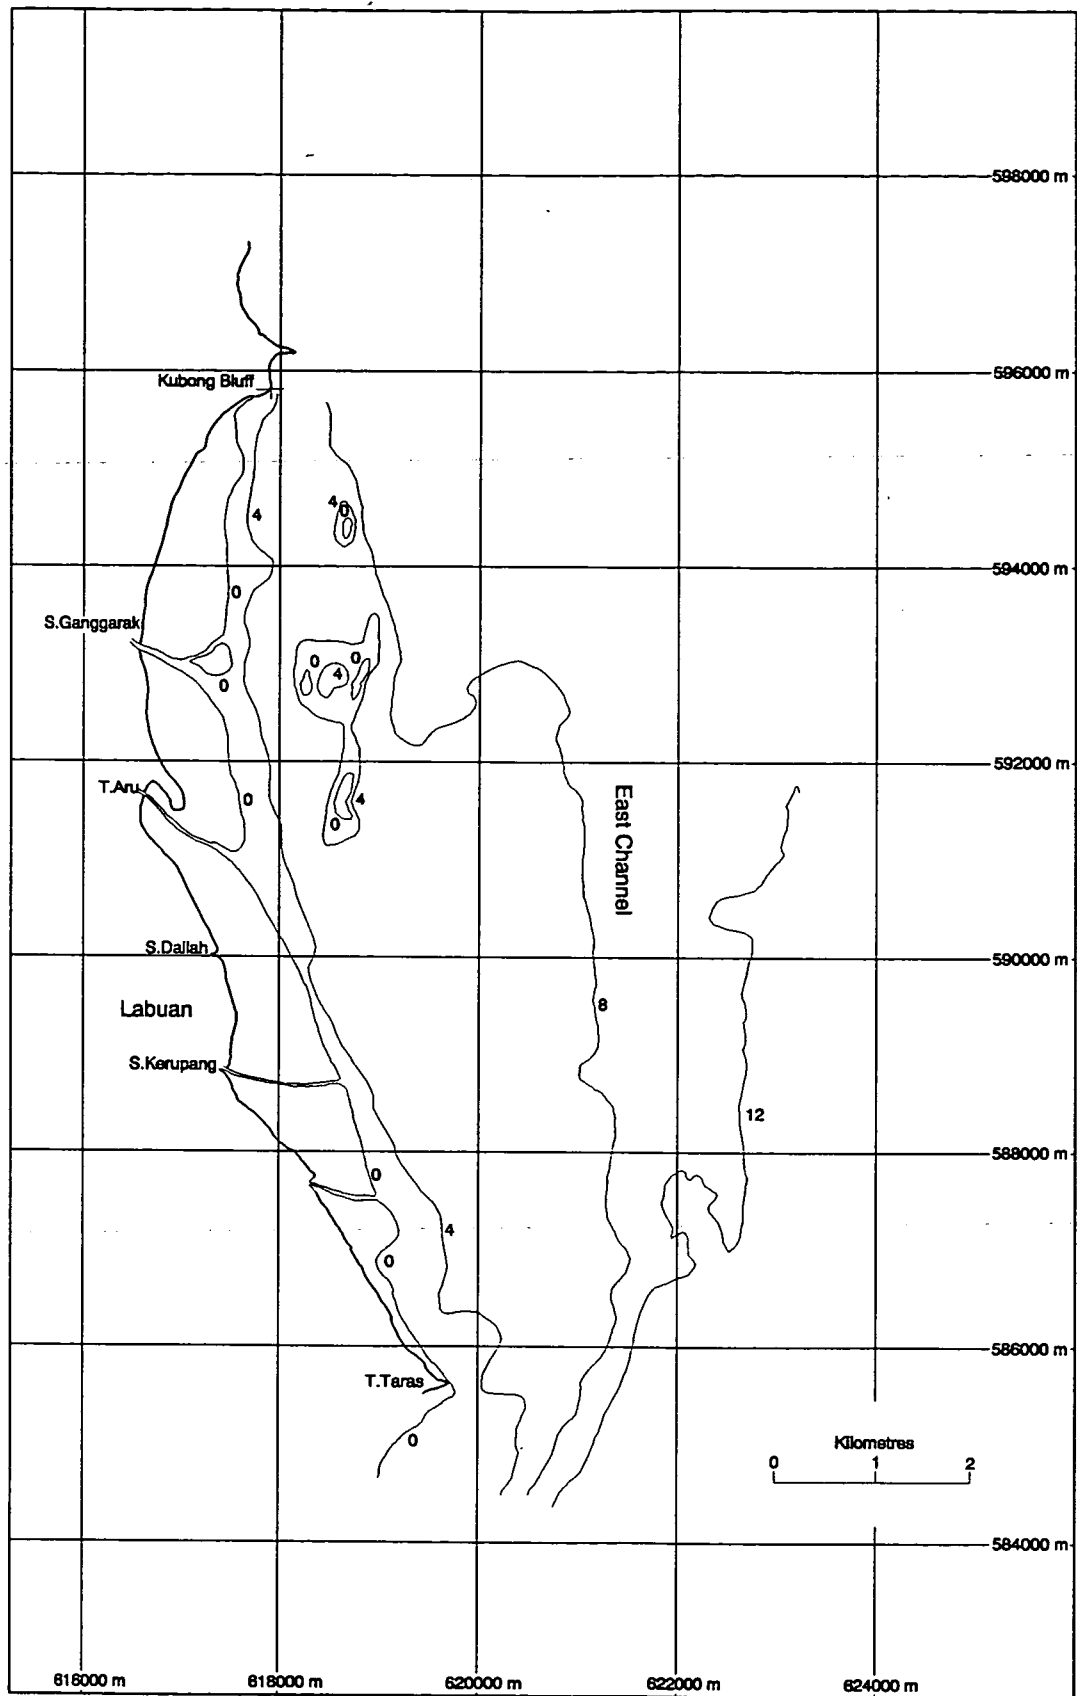 598000 m
Kubong Bluff
596000 m
4
0
4
594000 m
0
S.Ganggarak
0
0
4
0
592000 m
T.Aru
0
4
0
East Channel
S.Dallah
590000 m
Labuan
8
S.Kerupang
12
588000 m
0
4
0
586000 m
T.Taras
0
Kilometres
0
1
2
584000 m
616000 m
618000 m
620000 m
622000 m
624000 m